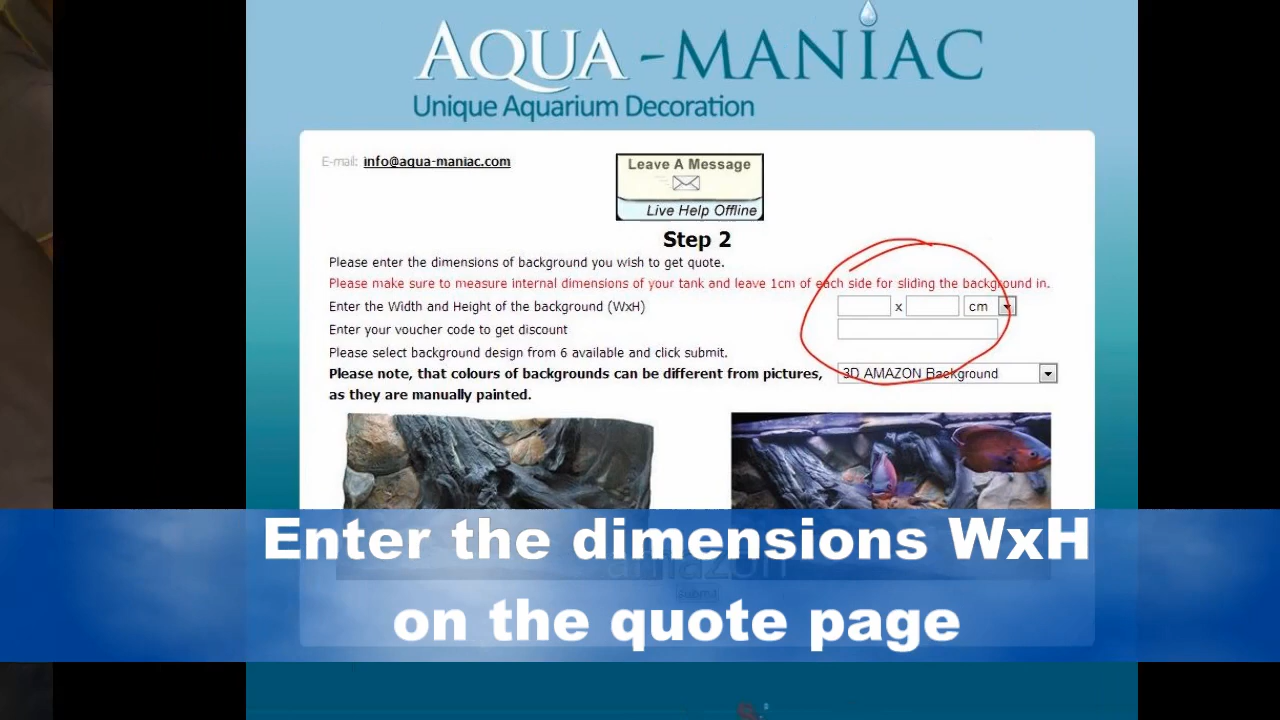 AQUA-MANIAC
Unique Aquarium Decoration
E-mail: info@aqua-maniac.com
Leave A Message
Live Help Offline
Step 2
Please enter the dimensions of background you wish to get quote.
Please make sure to measure internal dimensions of your tank and leave 1cm of each side for sliding the background in.
Enter the Width and Height of the background (WxH) x cm
Enter your voucher code to get discount
Please select background design from 6 available and click submit.
Please note, that colours of backgrounds can be different from pictures, 3D AMAZON Background
as they are manually painted.
Enter the dimensions WxH
amazon
Submit
on the quote page